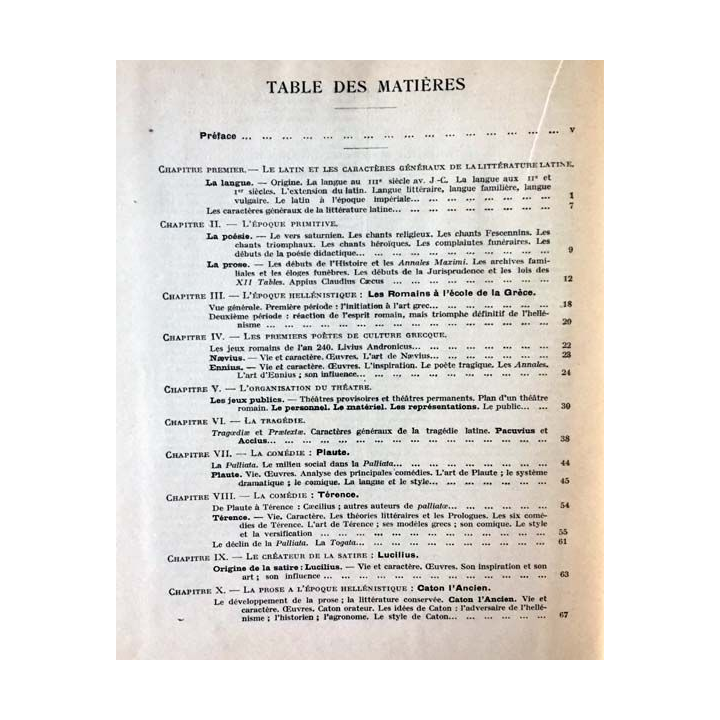 TABLE DES MATIÈRES
Préface ... ... ... ... ... ... ... ... ... ... ... ... ... ... ... ... ... ... v
CHAPITRE PREMIER. — LE LATIN ET LES CARACTÈRES GÉNÉRAUX DE LA LITTÉRATURE LATINE.
La langue. — Origine. La langue au IIIe siècle av. J-C. La langue aux IIe et
Ier siècles. L'extension du latin. Langue littéraire, langue familière, langue
vulgaire. Le latin à l'époque impériale... ... ... ... ... ... ... ... 1
Les caractères généraux de la littérature latine... ... ... ... ... ... ... ... 7
CHAPITRE II. — L'ÉPOQUE PRIMITIVE.
La poésie. — Le vers saturnien. Les chants religieux. Les chants Fescennins. Les
chants triomphaux. Les chants héroïques. Les complaintes funéraires. Les
débuts de la poésie didactique... ... ... ... ... ... ... ... ... ... 9
La prose. — Les débuts de l'Histoire et les Annales Maximi. Les archives fami-
liales et les éloges funèbres. Les débuts de la Jurisprudence et les lois des
XII Tables. Appius Claudius Cæcus ... ... ... ... ... ... ... ... ... 12
CHAPITRE III. — L'ÉPOQUE HELLÉNISTIQUE : Les Romains à l'école de la Grèce.
Vue générale. Première période : l'initiation à l'art grec... ... ... ... ... ... 18
Deuxième période : réaction de l'esprit romain, mais triomphe définitif de l'hellé-
nisme ... ... ... ... ... ... ... ... ... ... ... ... ... ... ... 20
CHAPITRE IV. — LES PREMIERS POÈTES DE CULTURE GRECQUE.
Les jeux romains de l'an 240. Livius Andronicus... ... ... ... ... ... ... 22
Nævius. — Vie et caractère. Œuvres. L'art de Nævius... ... ... ... ... ... 23
Ennius. — Vie et caractère. Œuvres. L'inspiration. Le poète tragique. Les Annales.
L'art d'Ennius ; son influence... ... ... ... ... ... ... ... ... ... 24
CHAPITRE V. — L'ORGANISATION DU THÉATRE.
Les jeux publics. — Théâtres provisoires et théâtres permanents. Plan d'un théâtre
romain. Le personnel. Le matériel. Les représentations. Le public... ... 30
CHAPITRE VI. — LA TRAGÉDIE.
Tragœdiæ et Prætextæ. Caractères généraux de la tragédie latine. Pacuvius et
Accius... ... ... ... ... ... ... ... ... ... ... ... ... ... ... 38
CHAPITRE VII. — LA COMÉDIE : Plaute.
La Palliata. Le milieu social dans la Palliata... ... ... ... ... ... ... ... 44
Plaute. Vie. Œuvres. Analyse des principales comédies. L'art de Plaute ; le système
dramatique ; le comique. La langue et le style... ... ... ... ... ... ... 45
CHAPITRE VIII. — LA COMÉDIE : Térence.
De Plaute à Térence : Cæcilius ; autres auteurs de palliatæ... ... ... ... ... 54
Térence. — Vie. Caractère. Les théories littéraires et les Prologues. Les six comé-
dies de Térence. L'art de Térence ; ses modèles grecs ; son comique. Le style
et la versification ... ... ... ... ... ... ... ... ... ... ... ... 55
Le déclin de la Palliata. La Togata... ... ... ... ... ... ... ... ... ... 61
CHAPITRE IX. — LE CRÉATEUR DE LA SATIRE : Lucilius.
Origine de la satire : Lucilius. — Vie et caractère. Œuvres. Son inspiration et son
art ; son influence ... ... ... ... ... ... ... ... ... ... ... ... 63
CHAPITRE X. — LA PROSE A L'ÉPOQUE HELLÉNISTIQUE : Caton l'Ancien.
Le développement de la prose ; la littérature conservée. Caton l'Ancien. Vie et
caractère. Œuvres. Caton orateur. Les idées de Caton : l'adversaire de l'hellé-
nisme ; l'historien ; l'agronome. Le style de Caton... ... ... ... ... ... 67